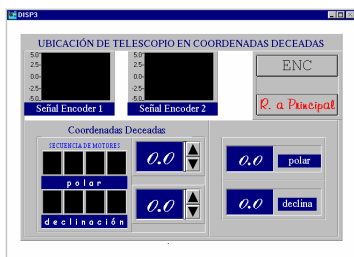 DISP3
UBICACIÓN DE TELESCOPIO EN COORDENADAS DECEADAS
5.0
2.5
0.0
-2.5
-5.0
Señal Encoder 1
5.0
2.5
0.0
-2.5
-5.0
Señal Encoder 2
ENC
R. a Principal
Coordenadas Deceadas
SECUENCIA DE MOTORES
polar
declinación
0.0
0.0
0.0 polar
0.0 declina